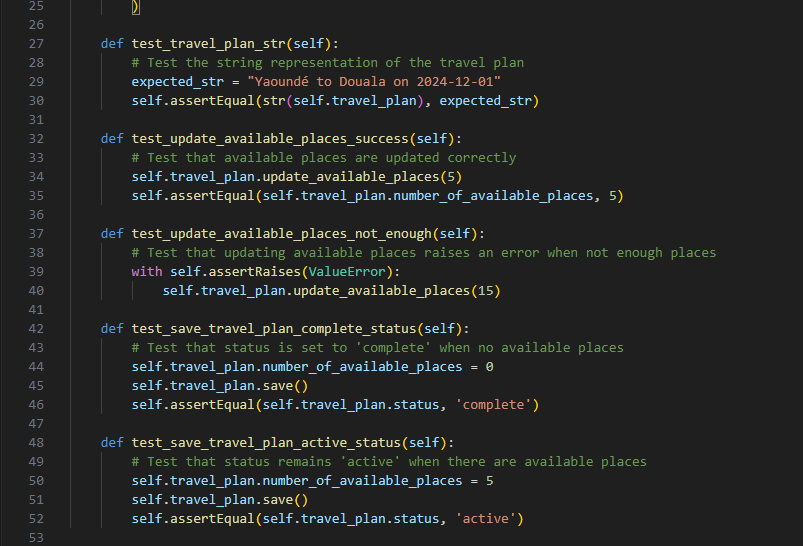 25 )
26
27 def test_travel_plan_str(self):
28 # Test the string representation of the travel plan
29 expected_str = "Yaoundé to Douala on 2024-12-01"
30 self.assertEqual(str(self.travel_plan), expected_str)
31
32 def test_update_available_places_success(self):
33 # Test that available places are updated correctly
34 self.travel_plan.update_available_places(5)
35 self.assertEqual(self.travel_plan.number_of_available_places, 5)
36
37 def test_update_available_places_not_enough(self):
38 # Test that updating available places raises an error when not enough places
39 with self.assertRaises(ValueError):
40 self.travel_plan.update_available_places(15)
41
42 def test_save_travel_plan_complete_status(self):
43 # Test that status is set to 'complete' when no available places
44 self.travel_plan.number_of_available_places = 0
45 self.travel_plan.save()
46 self.assertEqual(self.travel_plan.status, 'complete')
47
48 def test_save_travel_plan_active_status(self):
49 # Test that status remains 'active' when there are available places
50 self.travel_plan.number_of_available_places = 5
51 self.travel_plan.save()
52 self.assertEqual(self.travel_plan.status, 'active')
53